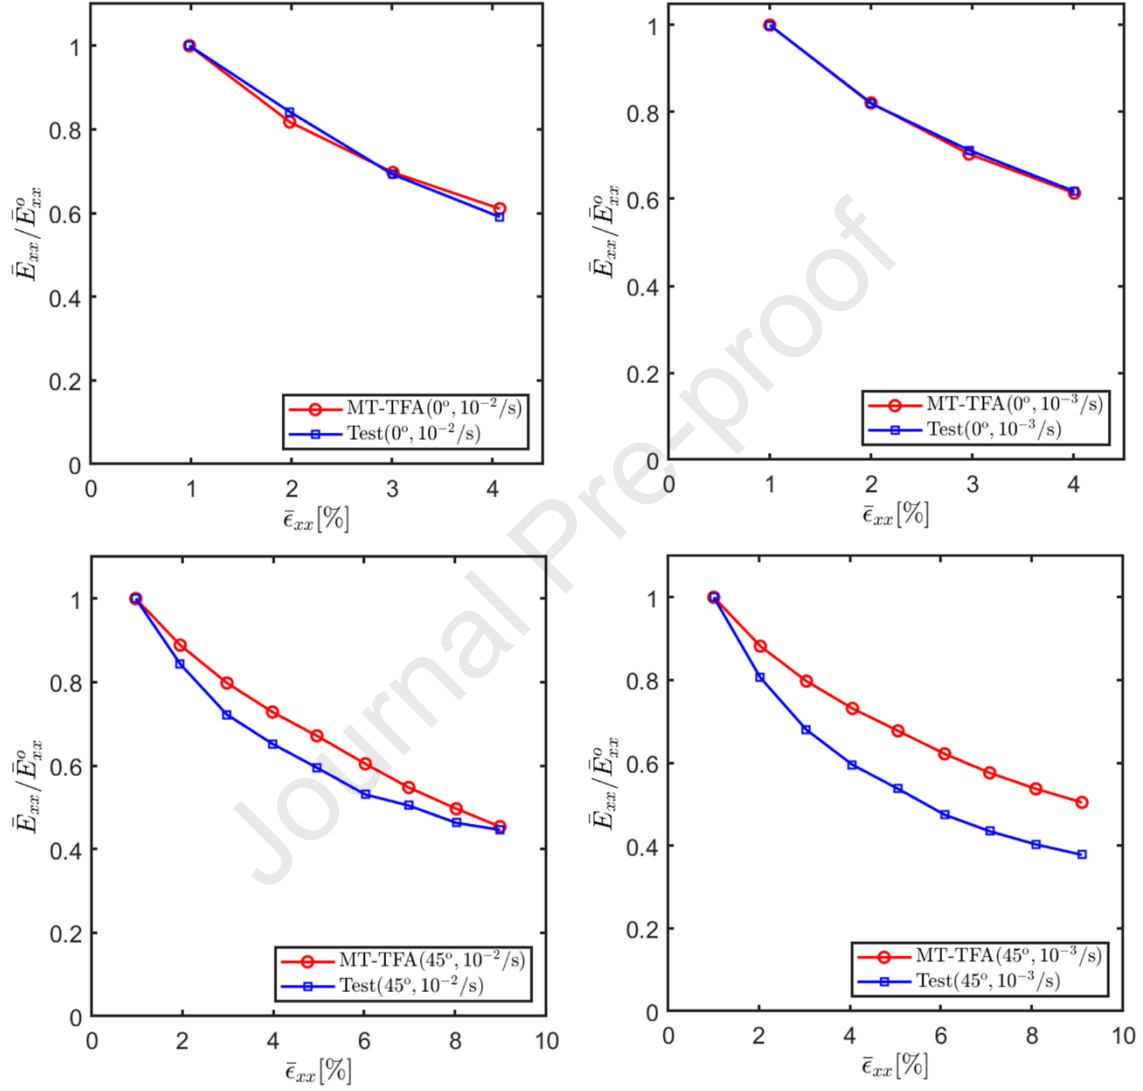 1
0.8
0.6
0.4
0.2
0
0 1 2 3 4
Ē_xx/Ē°_xx
ε̄_xx[%]
MT-TFA(0°, 10⁻²/s)
Test(0°, 10⁻²/s)
1
0.8
0.6
0.4
0.2
0
0 1 2 3 4
Ē_xx/Ē°_xx
ε̄_xx[%]
MT-TFA(0°, 10⁻³/s)
Test(0°, 10⁻³/s)
1
0.8
0.6
0.4
0.2
0
0 2 4 6 8 10
Ē_xx/Ē°_xx
ε̄_xx[%]
MT-TFA(45°, 10⁻²/s)
Test(45°, 10⁻²/s)
1
0.8
0.6
0.4
0.2
0
0 2 4 6 8 10
Ē_xx/Ē°_xx
ε̄_xx[%]
MT-TFA(45°, 10⁻³/s)
Test(45°, 10⁻³/s)
Journal Pre-proof